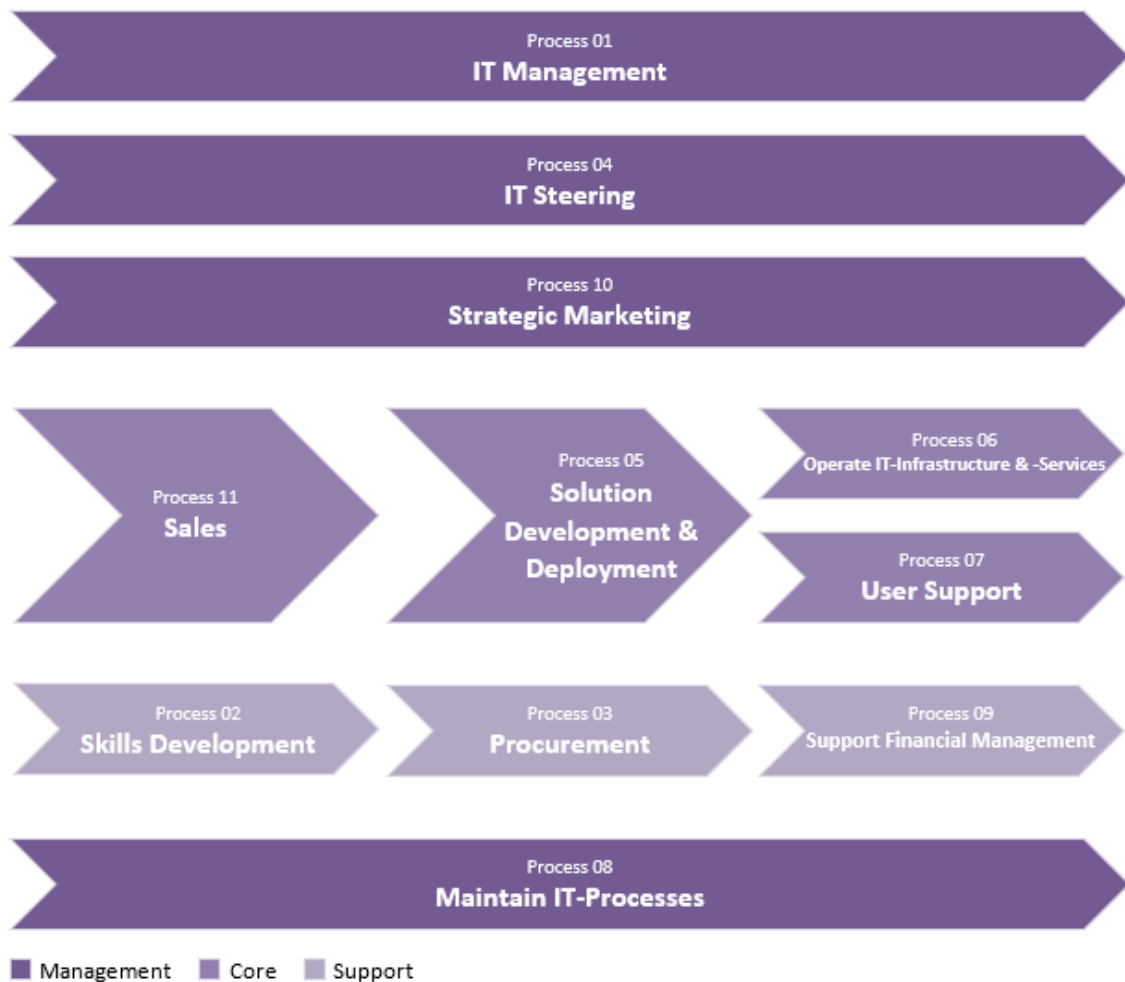 Process 01
IT Management
Process 04
IT Steering
Process 10
Strategic Marketing
Process 11
Sales
Process 05
Solution
Development &
Deployment
Process 06
Operate IT-Infrastructure & -Services
Process 07
User Support
Process 02
Skills Development
Process 03
Procurement
Process 09
Support Financial Management
Process 08
Maintain IT-Processes
Management
Core
Support